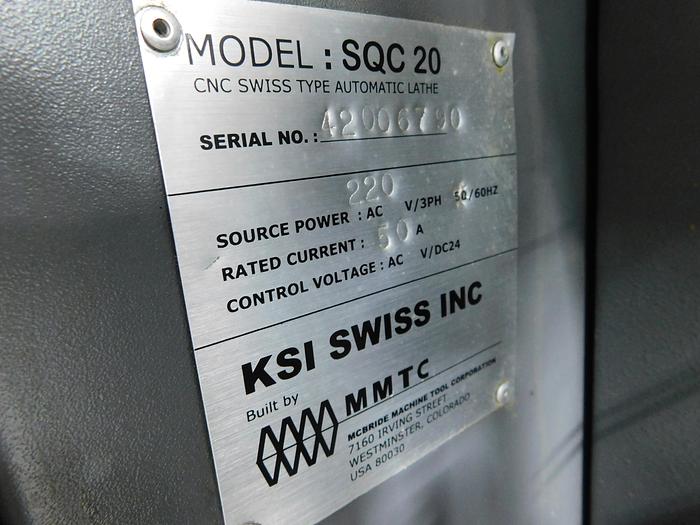 MODEL : SQC 20
CNC SWISS TYPE AUTOMATIC LATHE
SERIAL NO. : 42006790
SOURCE POWER : AC 220 V/3PH 50/60HZ
RATED CURRENT : 50 A
CONTROL VOLTAGE : AC V/DC24
KSI SWISS INC
Built by
MMTC
MCBRIDE MACHINE TOOL CORPORATION
7160 IRVING STREET
WESTMINSTER, COLORADO
USA 80030